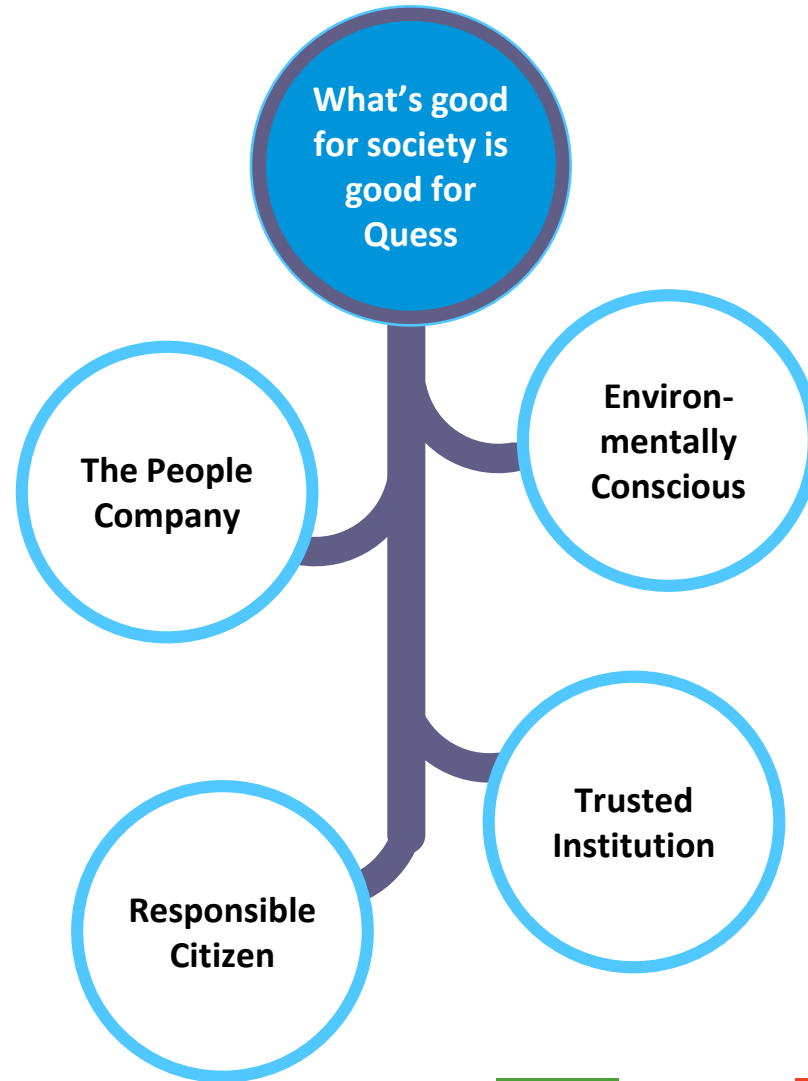 What’s good
for society is
good for
Quess
The People
Company
Environ-
mentally
Conscious
Responsible
Citizen
Trusted
Institution